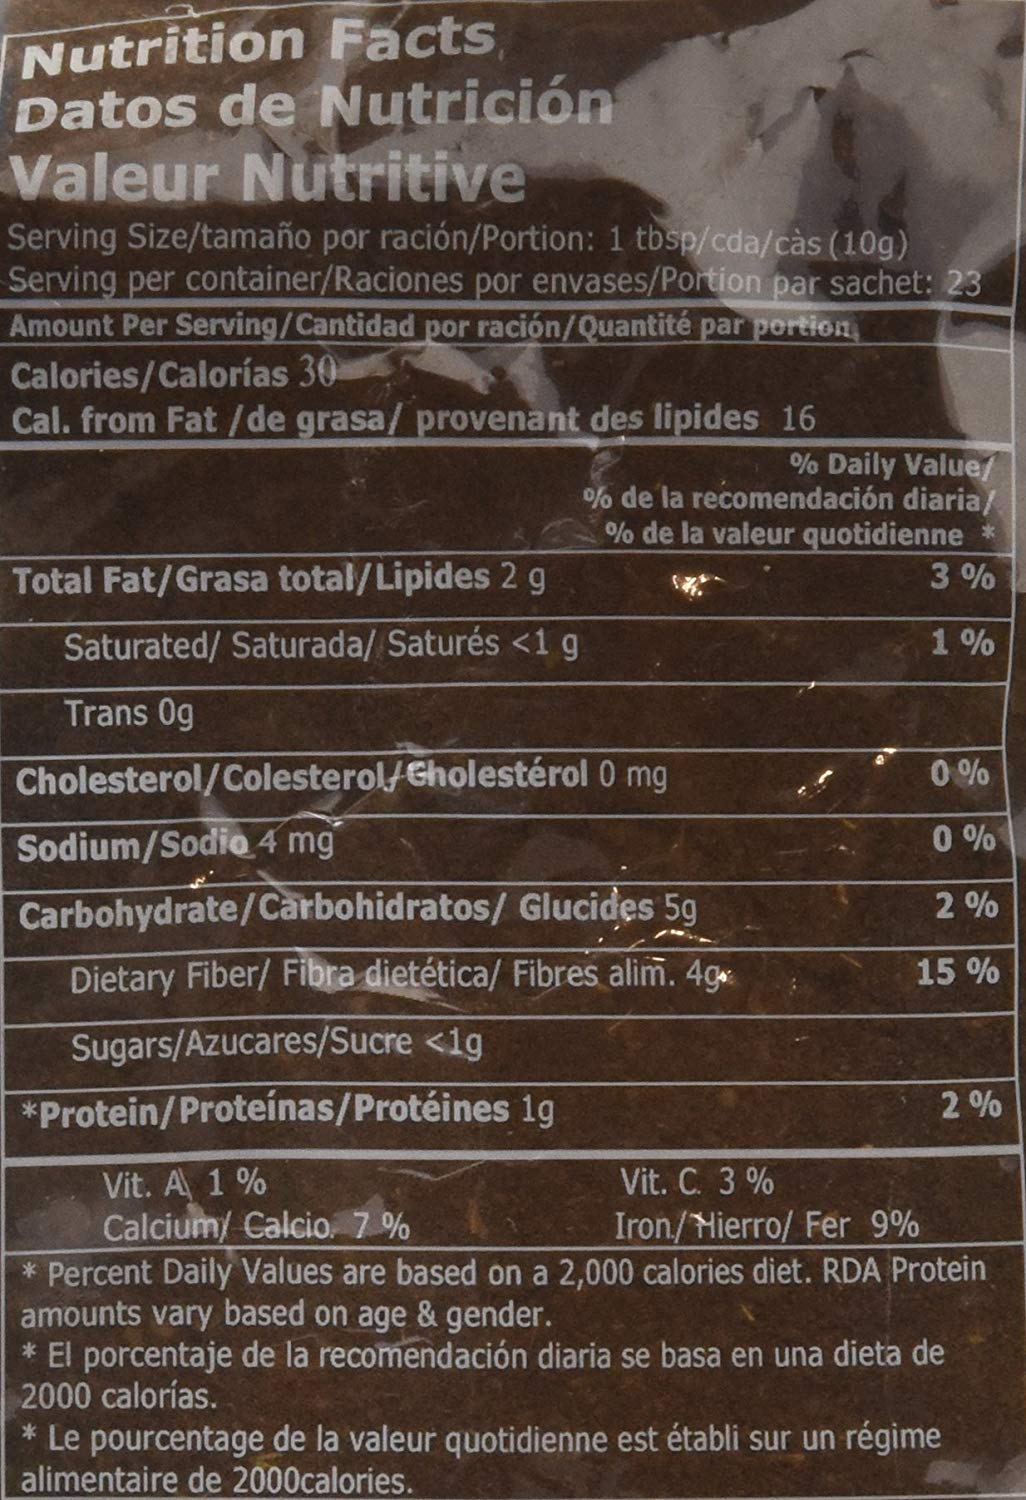 Nutrition Facts
Datos de Nutrición
Valeur Nutritive
Serving Size/tamaño por ración/Portion: 1 tbsp/cda/càs (10g)
Serving per container/Raciones por envases/Portion par sachet: 23
Amount Per Serving/Cantidad por ración/Quantité par portion
Calories/Calorías 30
Cal. from Fat /de grasa/ provenant des lipides 16
% Daily Value/
% de la recomendación diaria/
% de la valeur quotidienne *
Total Fat/Grasa total/Lipides 2 g 3 %
Saturated/ Saturada/ Saturés <1 g 1 %
Trans 0g
Cholesterol/Colesterol/Cholestérol 0 mg 0 %
Sodium/Sodio 4 mg 0 %
Carbohydrate/Carbohidratos/ Glucides 5g 2 %
Dietary Fiber/ Fibra dietética/ Fibres alim. 4g 15 %
Sugars/Azucares/Sucre <1g
*Protein/Proteínas/Protéines 1g 2 %
Vit. A 1 % Vit. C. 3 %
Calcium/ Calcio. 7 % Iron/ Hierro/ Fer 9%
* Percent Daily Values are based on a 2,000 calories diet. RDA Protein
amounts vary based on age & gender.
* El porcentaje de la recomendación diaria se basa en una dieta de
2000 calorías.
* Le pourcentage de la valeur quotidienne est établi sur un régime
alimentaire de 2000calories.